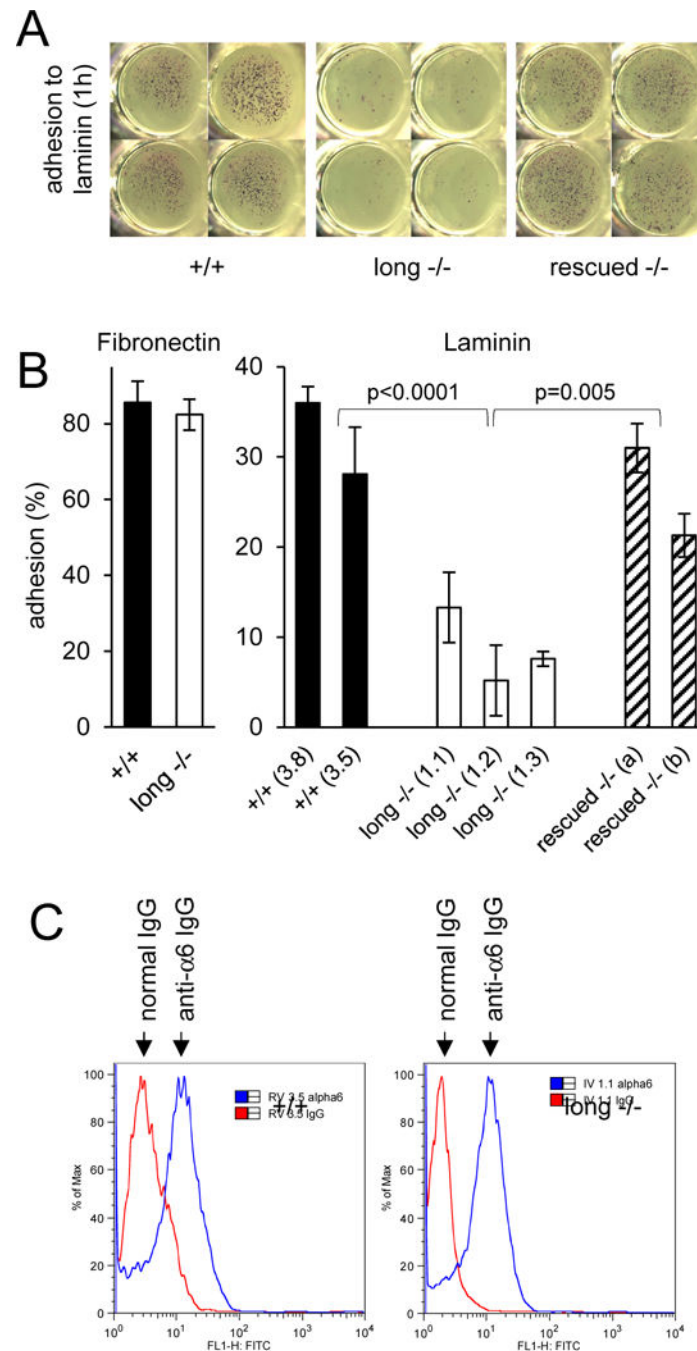 A
adhesion to
laminin (1h)
+/+ long -/- rescued -/-
B
Fibronectin Laminin
adhesion (%)
80
60
40
20
0
40
30
20
10
0
p<0.0001 p=0.005
+/+ long -/-
+/+ (3.8) +/+ (3.5) long -/- (1.1) long -/- (1.2) long -/- (1.3) rescued -/- (a) rescued -/- (b)
C
normal IgG anti-α6 IgG normal IgG anti-α6 IgG
% of Max
100
80
60
40
20
0
RV 3.5 alpha6
RV 3.5 IgG
+/+
10⁰ 10¹ 10² 10³ 10⁴
FL1-H: FITC
% of Max
100
80
60
40
20
0
IV 1.1 alpha6
IV 1.1 IgG
long -/-
10⁰ 10¹ 10² 10³ 10⁴
FL1-H: FITC